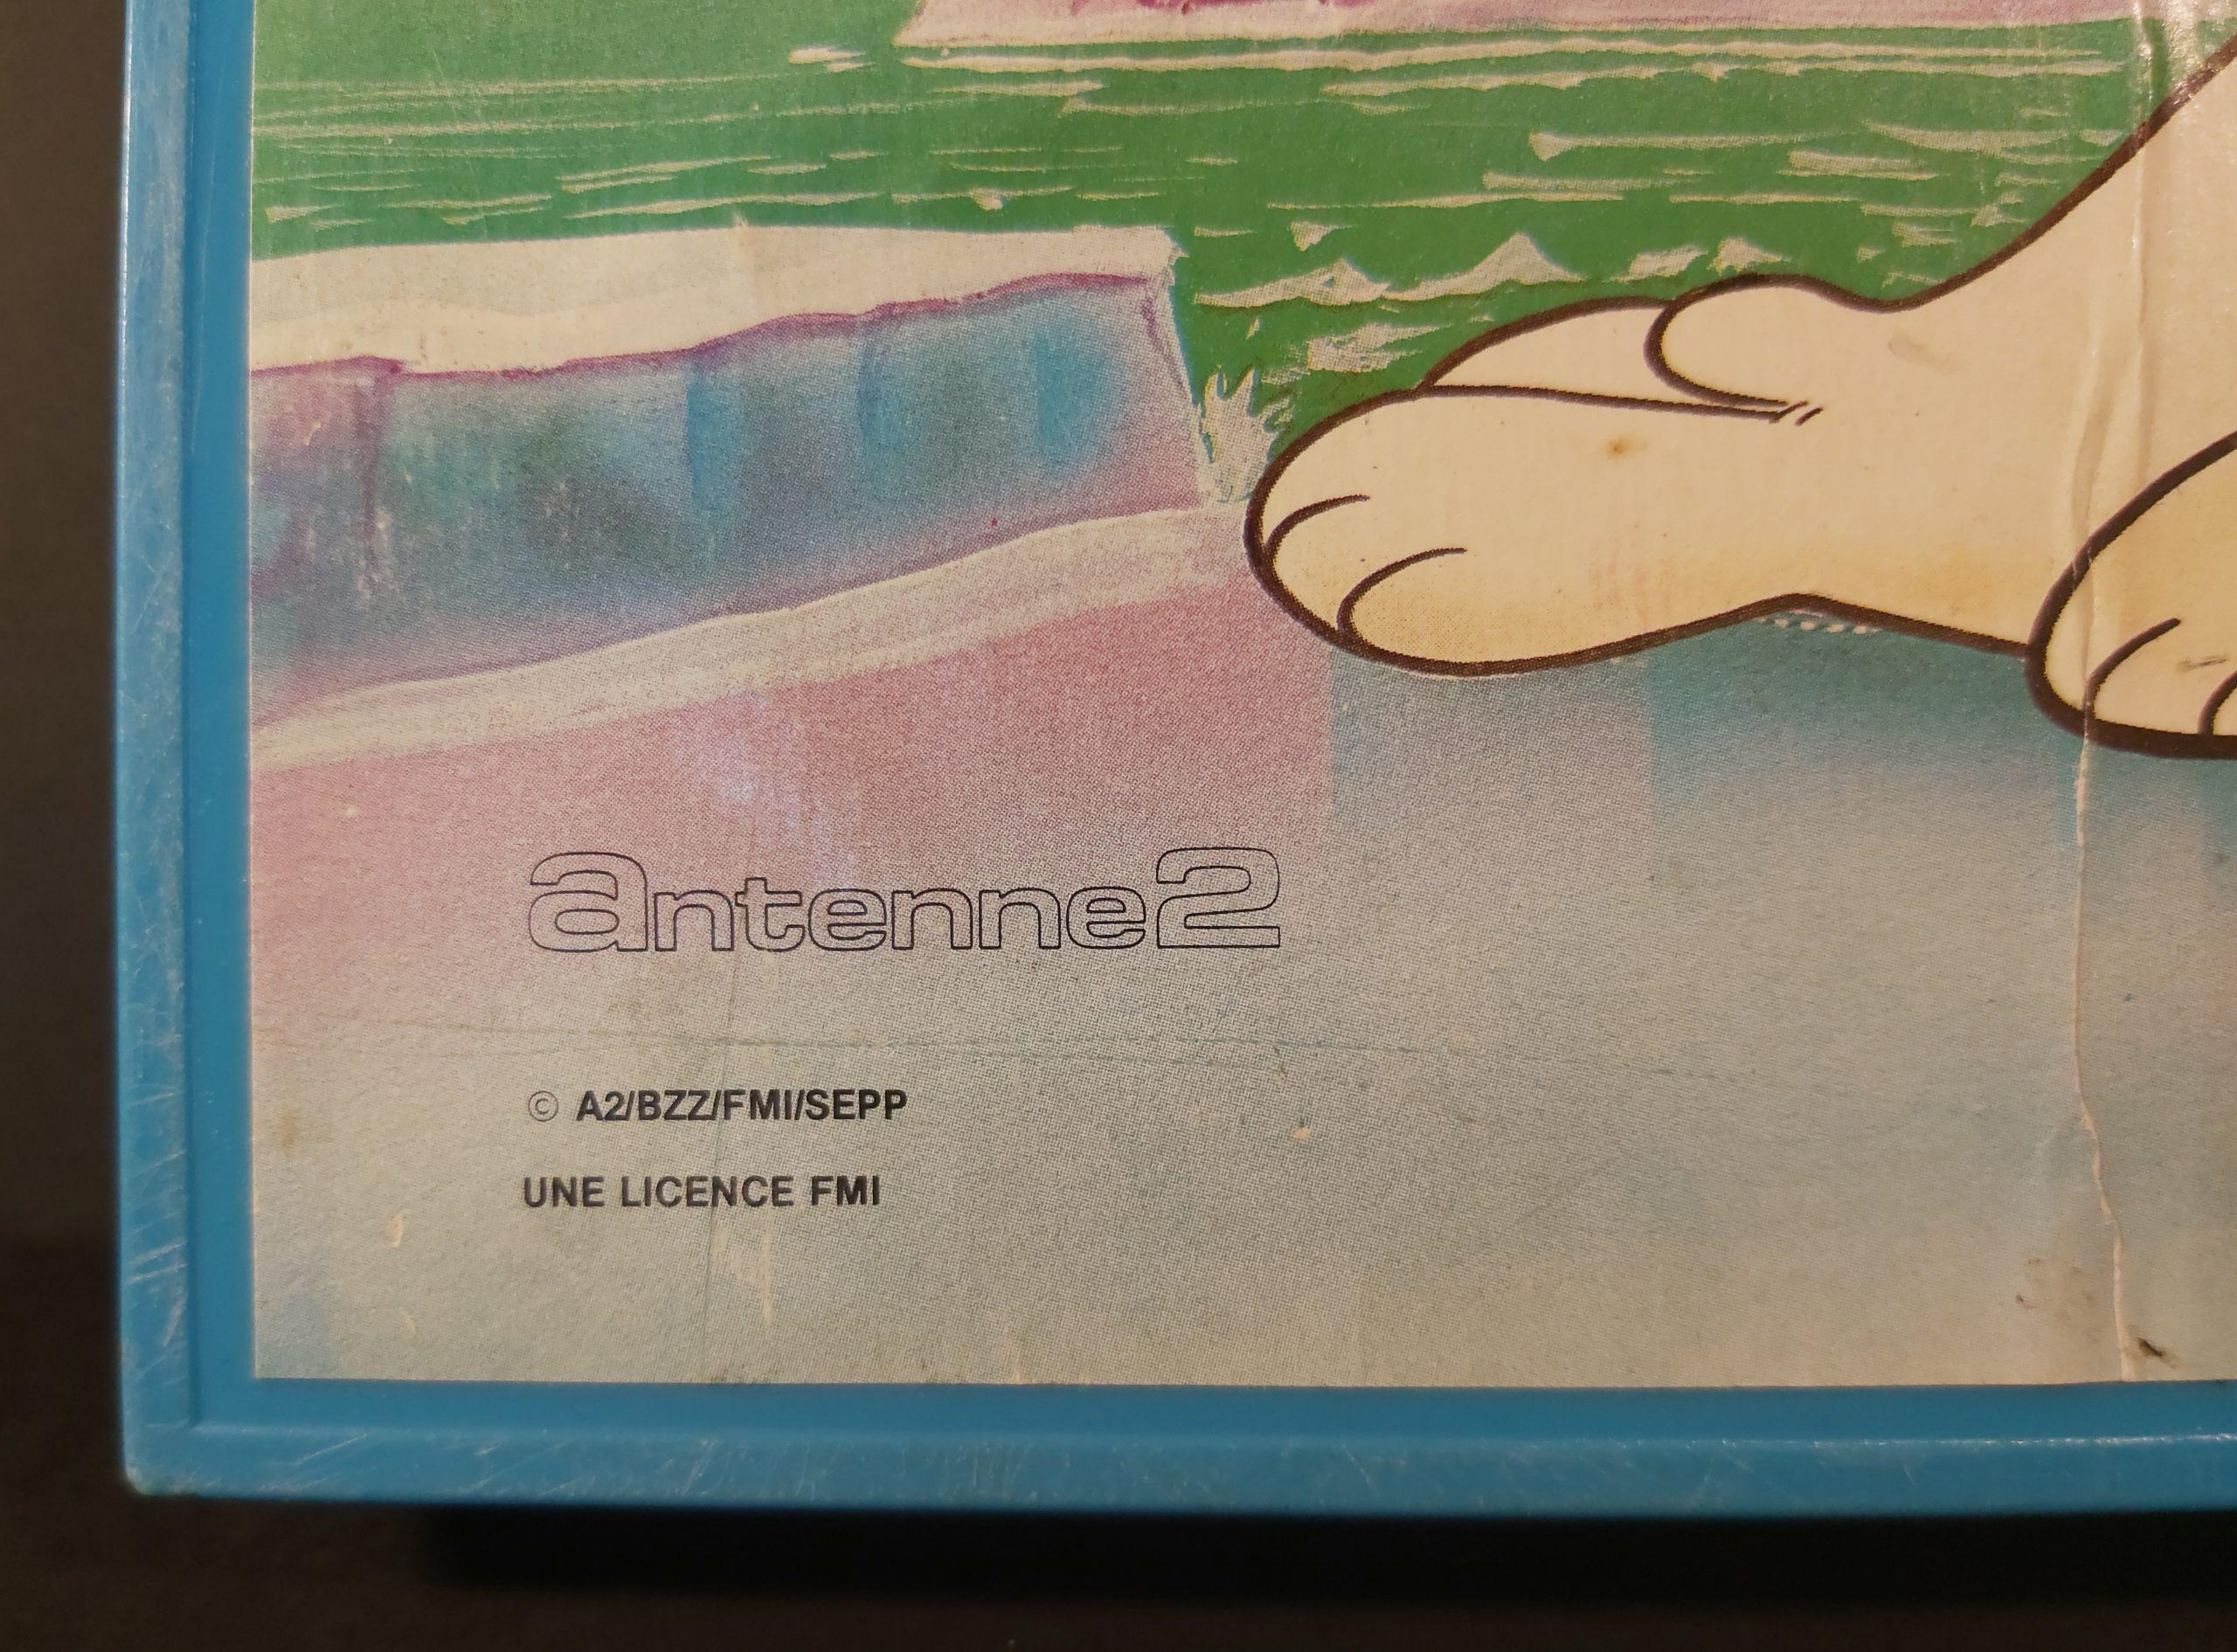 antenne2
© A2/BZZ/FMI/SEPP
UNE LICENCE FMI